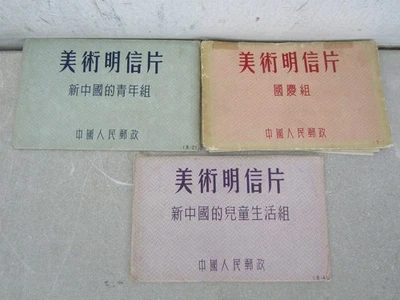 美術明信片
新中國的青年組
中國人民郵政
美術明信片
國慶組
中國人民郵政
美術明信片
新中國的兒童生活組
中國人民郵政